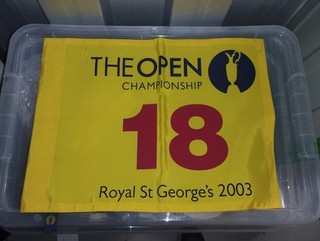 THE OPEN
CHAMPIONSHIP
18
Royal St George's 2003